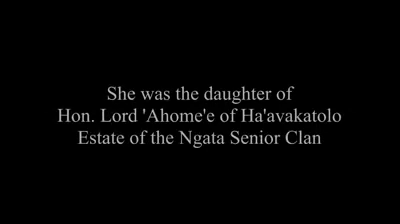 She was the daughter of
Hon. Lord 'Ahome'e of Ha'avakatolo
Estate of the Ngata Senior Clan